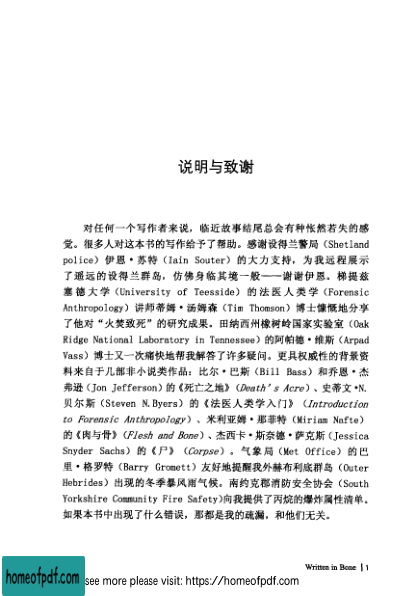 说明与致谢
对任何一个写作者来说，临近故事结尾总会有种怅然若失的感
觉。很多人对这本书的写作给予了帮助。感谢设得兰警局（Shetland
police）伊恩·苏特（Iain Souter）的大力支持，为我远程展示
了遥远的设得兰群岛，仿佛身临其境一般——谢谢伊恩。梯提兹
塞德大学（University of Teesside）的法医人类学（Forensic
Anthropology）讲师蒂姆·汤姆森（Tim Thomson）博士慷慨地分享
了他对“火焚致死”的研究成果。田纳西州橡树岭国家实验室（Oak
Ridge National Laboratory in Tennessee）的阿帕德·维斯（Arpad
Vass）博士又一次痛快地帮我解答了许多疑问。更具权威性的背景资
料来自于几部非小说类作品：比尔·巴斯（Bill Bass）和乔恩·杰
弗逊（Jon Jefferson）的《死亡之地》（Death's Acre）、史蒂文·N.
贝尔斯（Steven N.Byers）的《法医人类学入门》（Introduction
to Forensic Anthropology）、米利亚姆·那菲特（Miriam Nafte）
的《肉与骨》（Flesh and Bone）、杰西卡·斯奈德·萨克斯（Jessica
Snyder Sachs）的《尸》（Corpse）。气象局（Met Office）的巴
里·格罗特（Barry Gromett）友好地提醒我外赫布利底群岛（Outer
Hebrides）出现的冬季暴风雨气候。南约克郡消防安全协会（South
Yorkshire Community Fire Safety)向我提供了丙烷的爆炸属性清单。
如果本书中出现了什么错误，那都是我的疏漏，和他们无关。
Written in Bone | 1
homeofpdf.com
see more please visit: https://homeofpdf.com